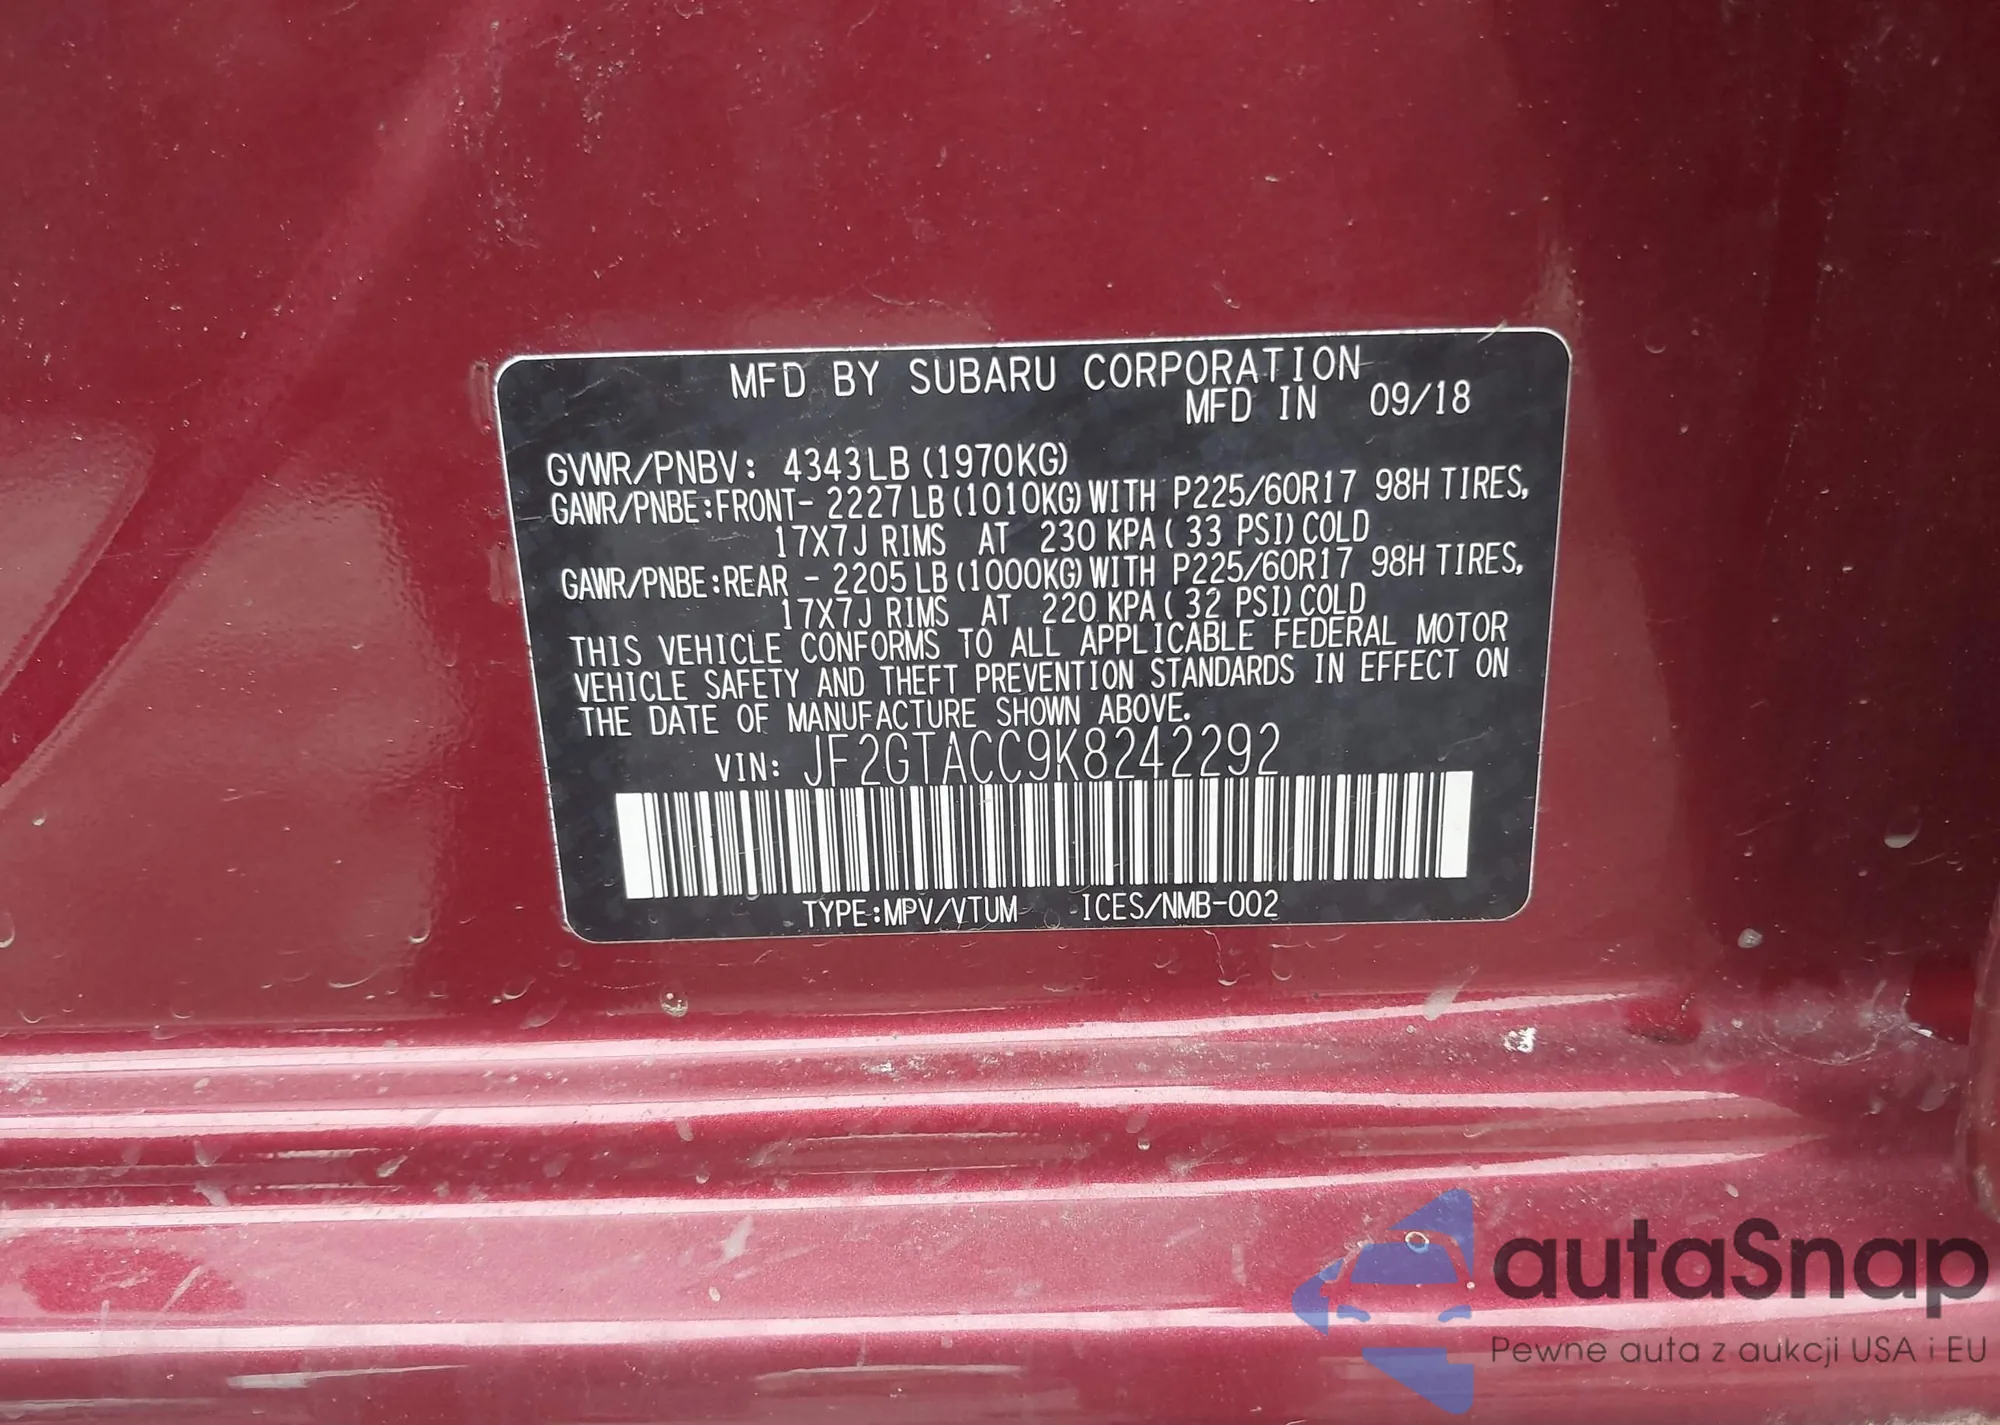 MFD BY SUBARU CORPORATION
MFD IN 09/18
GVWR/PNBV: 4343LB (1970KG)
GAWR/PNBE:FRONT- 2227LB (1010KG) WITH P225/60R17 98H TIRES,
17X7J RIMS AT 230 KPA ( 33 PSI) COLD
GAWR/PNBE:REAR - 2205LB (1000KG) WITH P225/60R17 98H TIRES,
17X7J RIMS AT 220 KPA ( 32 PSI) COLD
THIS VEHICLE CONFORMS TO ALL APPLICABLE FEDERAL MOTOR
VEHICLE SAFETY AND THEFT PREVENTION STANDARDS IN EFFECT ON
THE DATE OF MANUFACTURE SHOWN ABOVE.
VIN: JF2GTACC9K8242292
TYPE:MPV/VTUM ICES/NMB-002
autaSnap
Pewne auta z aukcji USA i EU